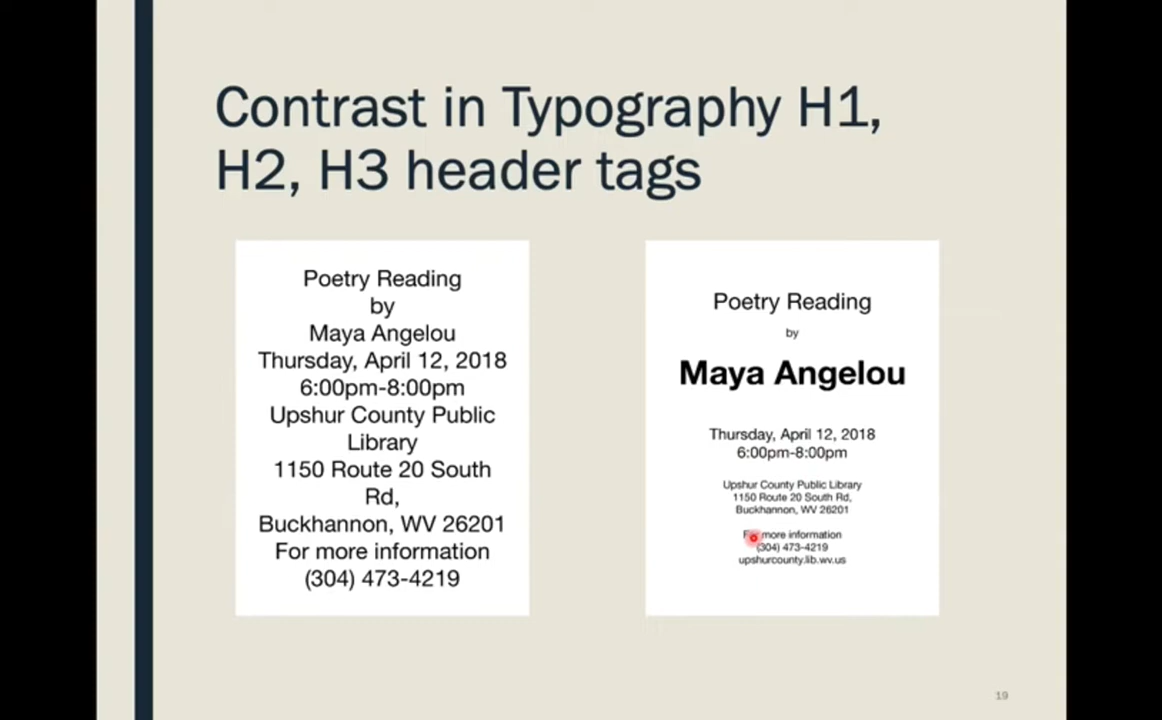 Contrast in Typography H1,
H2, H3 header tags
Poetry Reading
by
Maya Angelou
Thursday, April 12, 2018
6:00pm-8:00pm
Upshur County Public
Library
1150 Route 20 South
Rd,
Buckhannon, WV 26201
For more information
(304) 473-4219
Poetry Reading
by
Maya Angelou
Thursday, April 12, 2018
6:00pm-8:00pm
Upshur County Public Library
1150 Route 20 South Rd,
Buckhannon, WV 26201
For more information
(304) 473-4219
upshurcounty.lib.wv.us
19